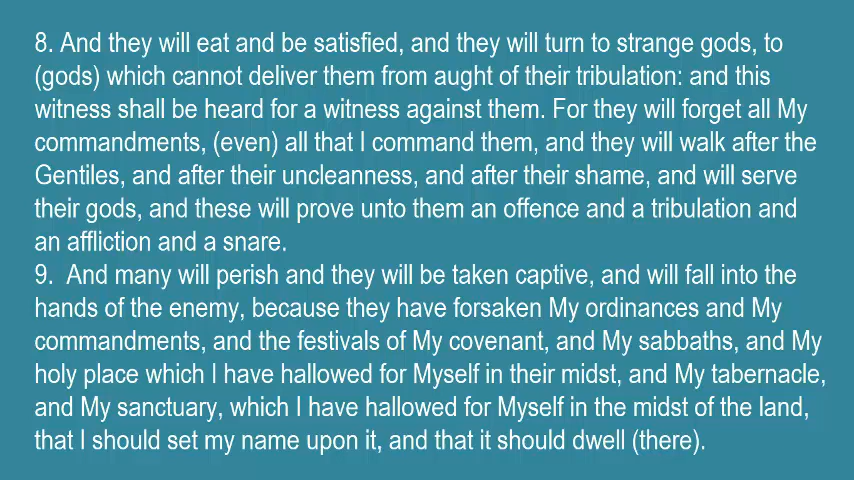 8. And they will eat and be satisfied, and they will turn to strange gods, to
(gods) which cannot deliver them from aught of their tribulation: and this
witness shall be heard for a witness against them. For they will forget all My
commandments, (even) all that I command them, and they will walk after the
Gentiles, and after their uncleanness, and after their shame, and will serve
their gods, and these will prove unto them an offence and a tribulation and
an affliction and a snare.
9.  And many will perish and they will be taken captive, and will fall into the
hands of the enemy, because they have forsaken My ordinances and My
commandments, and the festivals of My covenant, and My sabbaths, and My
holy place which I have hallowed for Myself in their midst, and My tabernacle,
and My sanctuary, which I have hallowed for Myself in the midst of the land,
that I should set my name upon it, and that it should dwell (there).